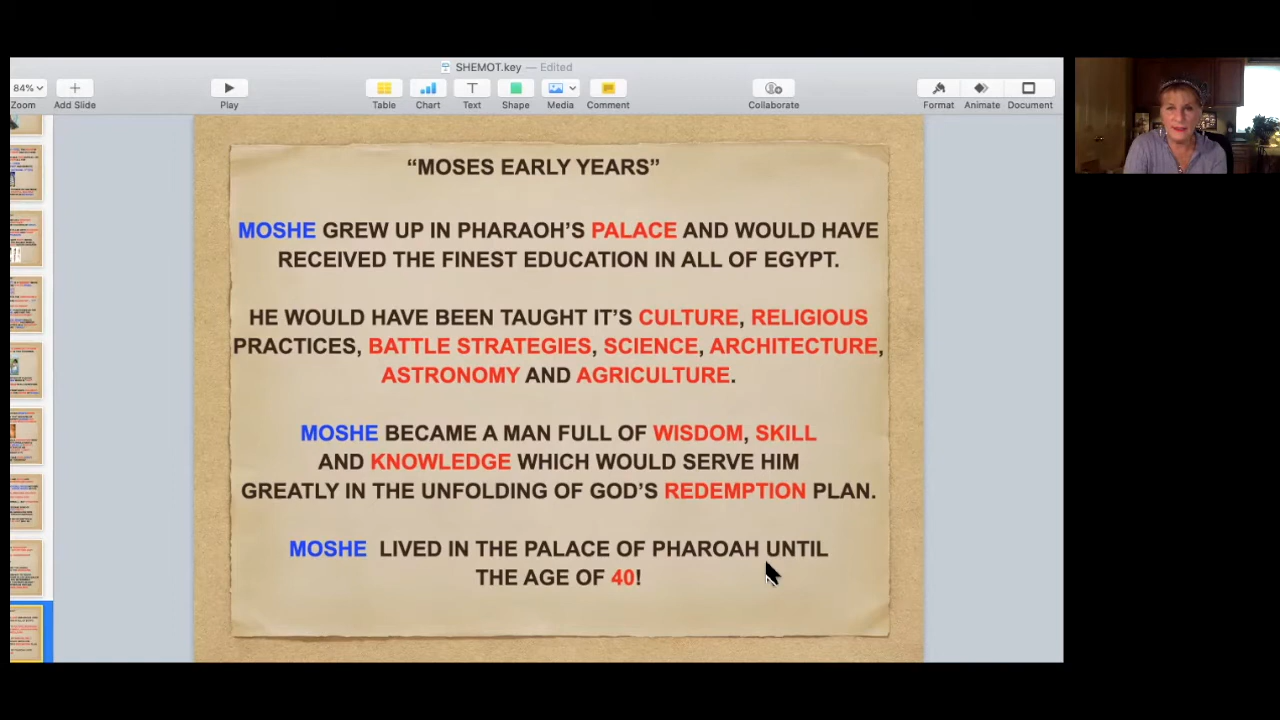 SHEMOT.key — Edited
84%
Zoom
Add Slide
Play
Table
Chart
Text
Shape
Media
Comment
Collaborate
Format
Animate
Document
“MOSES EARLY YEARS”
MOSHE GREW UP IN PHARAOH’S PALACE AND WOULD HAVE
RECEIVED THE FINEST EDUCATION IN ALL OF EGYPT.
HE WOULD HAVE BEEN TAUGHT IT’S CULTURE, RELIGIOUS
PRACTICES, BATTLE STRATEGIES, SCIENCE, ARCHITECTURE,
ASTRONOMY AND AGRICULTURE.
MOSHE BECAME A MAN FULL OF WISDOM, SKILL
AND KNOWLEDGE WHICH WOULD SERVE HIM
GREATLY IN THE UNFOLDING OF GOD’S REDEMPTION PLAN.
MOSHE LIVED IN THE PALACE OF PHAROAH UNTIL
THE AGE OF 40!